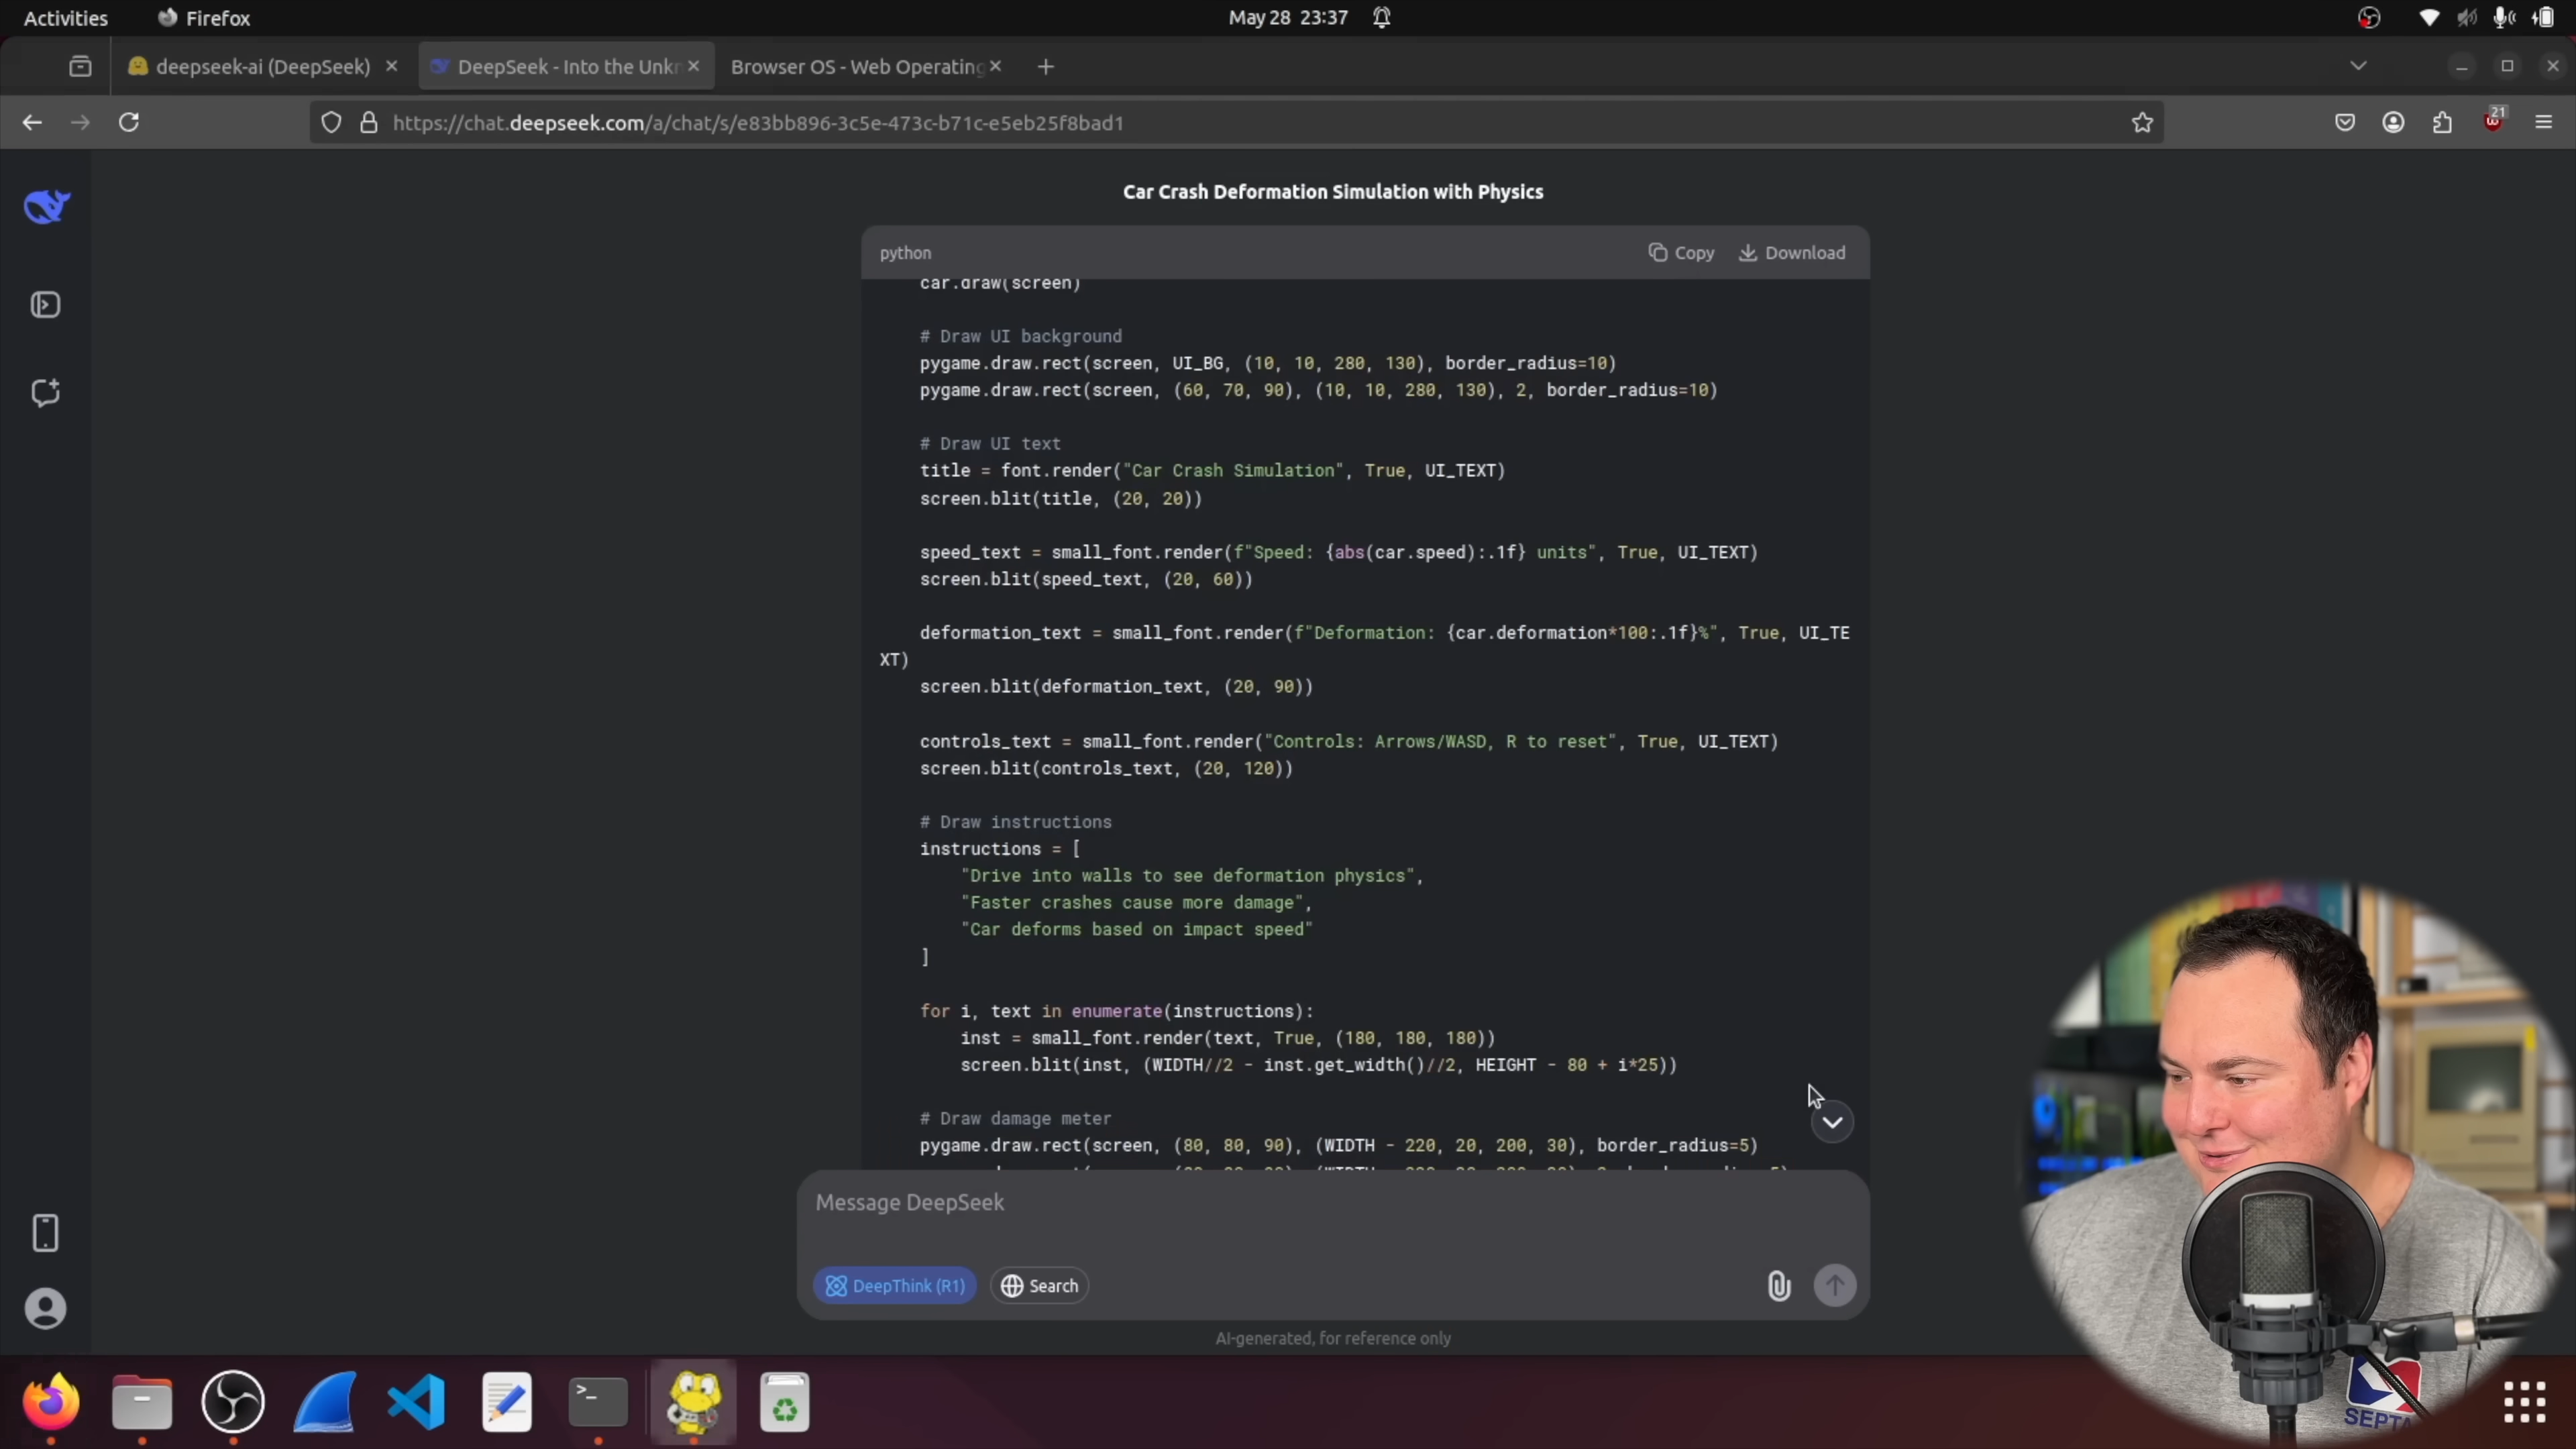 Activities
Firefox
May 28 23:37
deepseek-ai (DeepSeek)
DeepSeek - Into the Unk
Browser OS - Web Operating
https://chat.deepseek.com/a/chat/s/e83bb896-3c5e-473c-b71c-e5eb25f8bad1
21
Car Crash Deformation Simulation with Physics
python
Copy
Download
car.draw(screen)
# Draw UI background
pygame.draw.rect(screen, UI_BG, (10, 10, 280, 130), border_radius=10)
pygame.draw.rect(screen, (60, 70, 90), (10, 10, 280, 130), 2, border_radius=10)
# Draw UI text
title = font.render("Car Crash Simulation", True, UI_TEXT)
screen.blit(title, (20, 20))
speed_text = small_font.render(f"Speed: {abs(car.speed):.1f} units", True, UI_TEXT)
screen.blit(speed_text, (20, 60))
deformation_text = small_font.render(f"Deformation: {car.deformation*100:.1f}%", True, UI_TE
XT)
screen.blit(deformation_text, (20, 90))
controls_text = small_font.render("Controls: Arrows/WASD, R to reset", True, UI_TEXT)
screen.blit(controls_text, (20, 120))
# Draw instructions
instructions = [
"Drive into walls to see deformation physics",
"Faster crashes cause more damage",
"Car deforms based on impact speed"
]
for i, text in enumerate(instructions):
inst = small_font.render(text, True, (180, 180, 180))
screen.blit(inst, (WIDTH//2 - inst.get_width()//2, HEIGHT - 80 + i*25))
# Draw damage meter
pygame.draw.rect(screen, (80, 80, 90), (WIDTH - 220, 20, 200, 30), border_radius=5)
Message DeepSeek
DeepThink (R1)
Search
AI-generated, for reference only
SEPTA